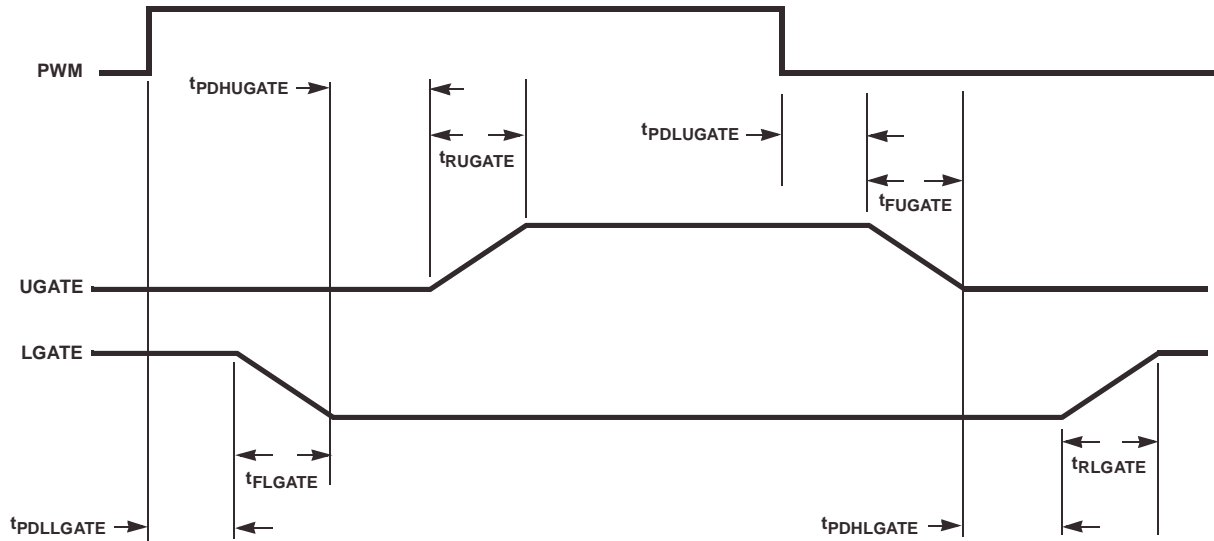 PWM
tPDHUGATE
tPDLUGATE
tRUGATE
tFUGATE
UGATE
LGATE
tFLGATE
tRLGATE
tPDLLGATE
tPDHLGATE